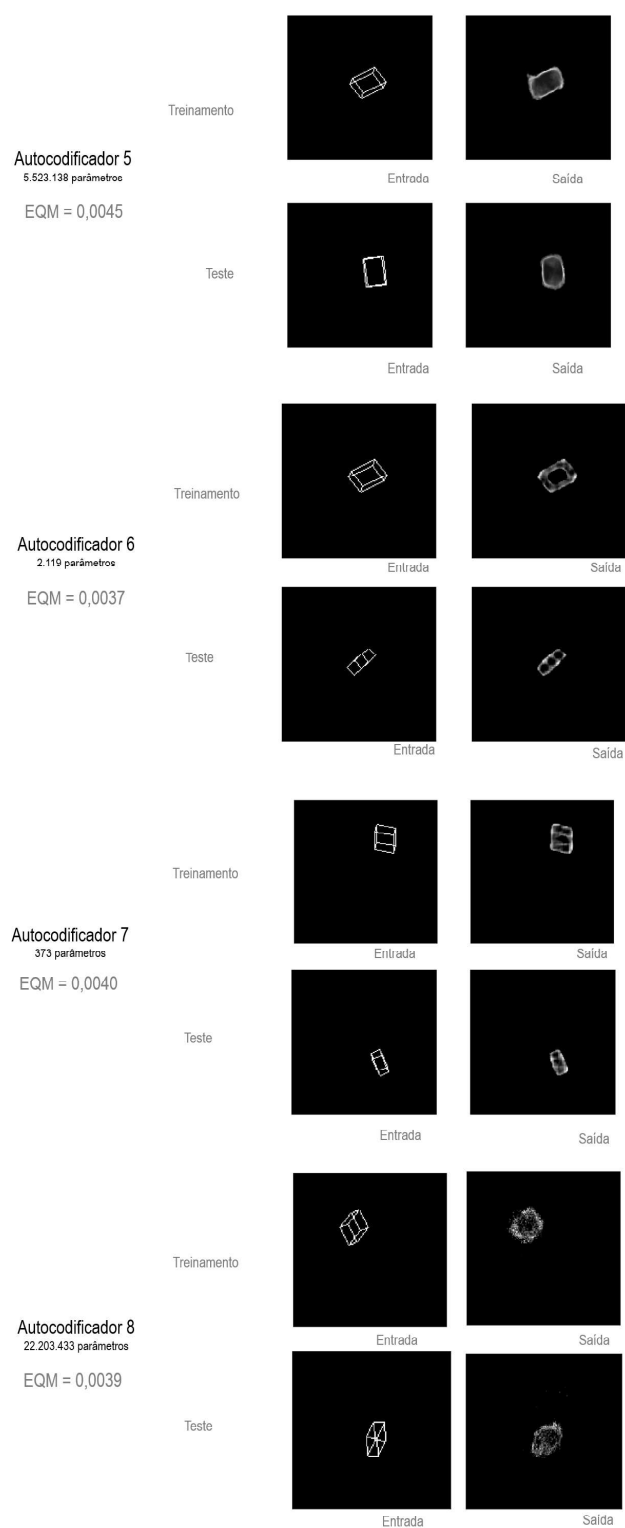 Treinamento
Autocodificador 5
5.523.138 parâmetros
Entrada
Saída
EQM = 0,0045
Teste
Entrada
Saída
Treinamento
Autocodificador 6
2.119 parâmetros
Entrada
Saída
EQM = 0,0037
Teste
Entrada
Saída
Treinamento
Autocodificador 7
373 parâmetros
Entrada
Saída
EQM = 0,0040
Teste
Entrada
Saída
Treinamento
Autocodificador 8
22.203.433 parâmetros
Entrada
Saída
EQM = 0,0039
Teste
Entrada
Saída